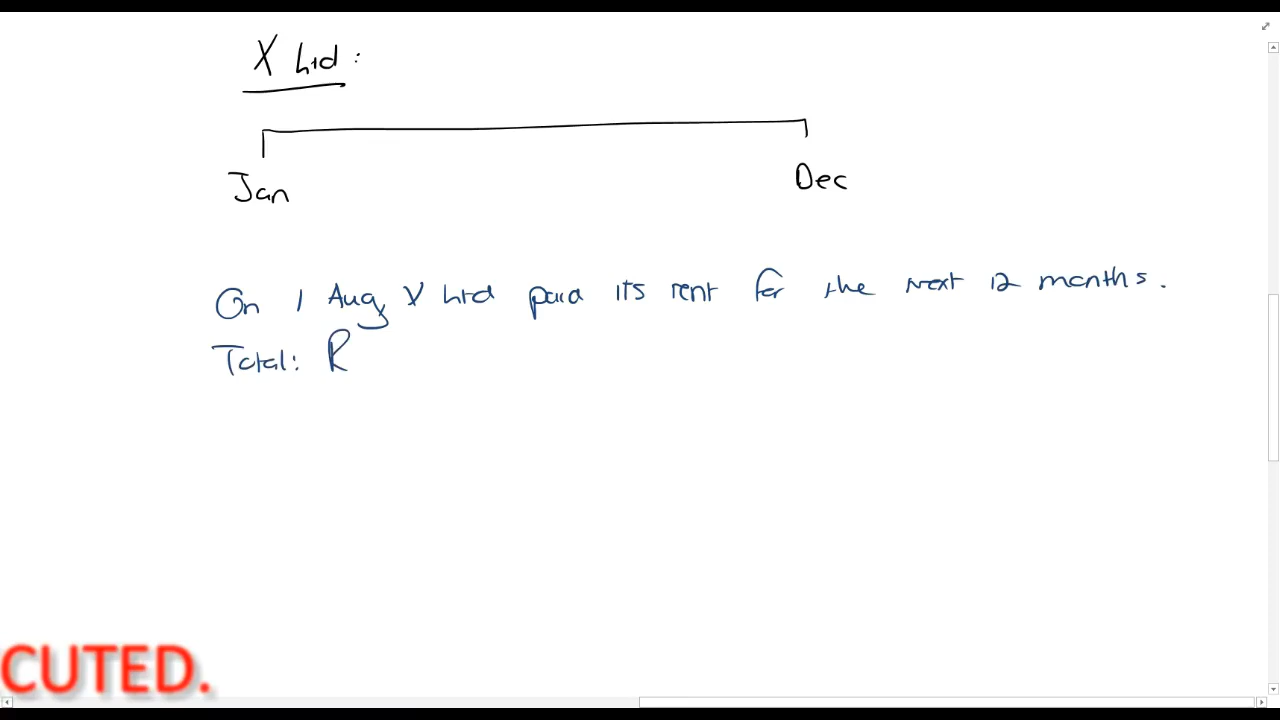 X Ltd:
Jan
Dec
On 1 Aug X Ltd paid its rent for the next 12 months.
Total: R
CUTED.